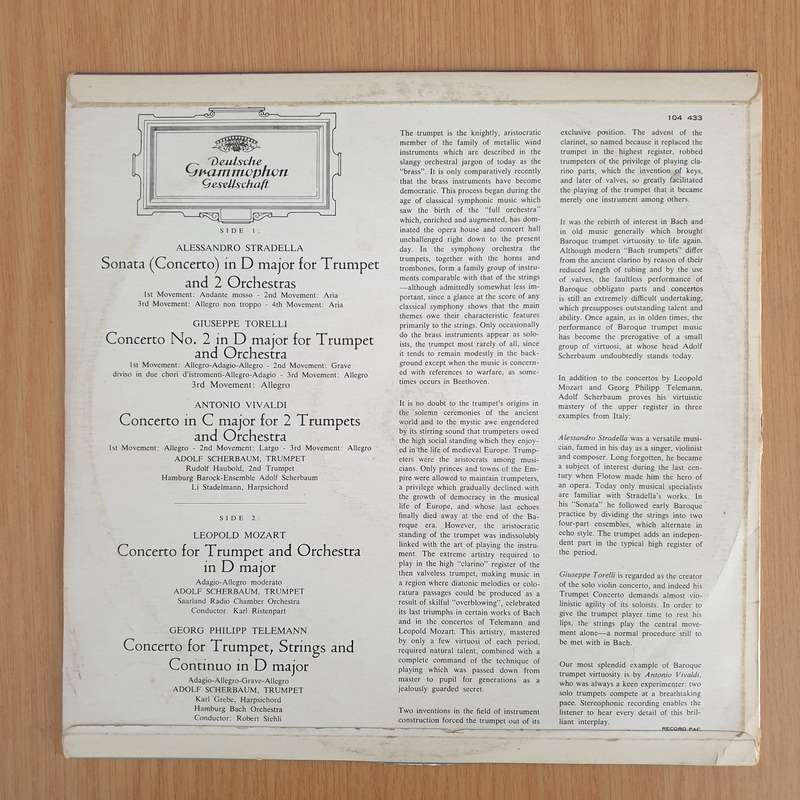 Deutsche
Grammophon
Gesellschaft
SIDE 1:
ALESSANDRO STRADELLA
Sonata (Concerto) in D major for Trumpet
and 2 Orchestras
1st Movement: Andante mosso - 2nd Movement: Aria
3rd Movement: Allegro non troppo - 4th Movement: Aria
GIUSEPPE TORELLI
Concerto No. 2 in D major for Trumpet
and Orchestra
1st Movement: Allegro-Adagio-Allegro - 2nd Movement: Grave
diviso in due chori d'istromenti-Allegro-Adagio - 3rd Movement: Allegro
3rd Movement: Allegro
ANTONIO VIVALDI
Concerto in C major for 2 Trumpets
and Orchestra
1st Movement: Allegro - 2nd Movement: Largo - 3rd Movement: Allegro
ADOLF SCHERBAUM, TRUMPET
Rudolf Haubold, 2nd Trumpet
Hamburg Barock-Ensemble Adolf Scherbaum
Li Stadelmann, Harpsichord
SIDE 2
LEOPOLD MOZART
Concerto for Trumpet and Orchestra
in D major
Adagio-Allegro moderato
ADOLF SCHERBAUM, TRUMPET
Saarland Radio Chamber Orchestra
Conductor: Karl Ristenpart
GEORG PHILIPP TELEMANN
Concerto for Trumpet, Strings and
Continuo in D major
Adagio-Allegro-Grave-Allegro
ADOLF SCHERBAUM, TRUMPET
Karl Grebe, Harpsichord
Hamburg Bach Orchestra
Conductor: Robert Stehli
The trumpet is the knightly, aristocratic
member of the family of metallic wind
instruments which are described in the
slangy orchestral jargon of today as the
"brass". It is only comparatively recently
that the brass instruments have become
democratic. This process began during the
age of classical symphonic music which
saw the birth of the "full orchestra"
which, enriched and augmented, has dom-
inated the opera house and concert hall
unchallenged right down to the present
day. In the symphony orchestra the
trumpets, together with the horns and
trombones, form a family group of instru-
ments comparable with that of the strings
—although admittedly somewhat less im-
portant, since a glance at the score of any
classical symphony shows that the main
themes owe their characteristic features
primarily to the strings. Only occasionally
do the brass instruments appear as solo-
ists, the trumpet most rarely of all, since
it tends to remain modestly in the back-
ground except when the music is concern-
ed with references to warfare, as some-
times occurs in Beethoven.
It is no doubt to the trumpet's origins in
the solemn ceremonies of the ancient
world and to the mystic awe engendered
by its stirring sound that trumpeters owed
the high social standing which they enjoy-
ed in the life of medieval Europe. Trump-
eters were the aristocrats among musi-
cians. Only princes and towns of the Em-
pire were allowed to maintain trumpeters,
a privilege which gradually declined with
the growth of democracy in the musical
life of Europe, and whose last echoes
finally died away at the end of the Ba-
roque era. However, the aristocratic
standing of the trumpet was indissolubly
linked with the art of playing the instru-
ment. The extreme artistry required to
play in the high "clarino" register of the
then valveless trumpet, making music in
a region where diatonic melodies or colo-
ratura passages could be produced as a
result of skilful "overblowing", celebrated
its last triumphs in certain works of Bach
and in the concertos of Telemann and
Leopold Mozart. This artistry, mastered
by only a few virtuosi of each period,
required natural talent, combined with a
complete command of the technique of
playing which was passed down from
master to pupil for generations as a
jealously guarded secret.
Two inventions in the field of instrument
construction forced the trumpet out of its
104 433
exclusive position. The advent of the
clarinet, so named because it replaced the
trumpet in the highest register, robbed
trumpeters of the privilege of playing cla-
rino parts, which the invention of keys,
and later of valves, so greatly facilitated
the playing of the trumpet that it became
merely one instrument among others.
It was the rebirth of interest in Bach and
in old music generally which brought
Baroque trumpet virtuosity to life again.
Although modern "Bach trumpets" differ
from the ancient clarino by reason of their
reduced length of tubing and by the use
of valves, the faultless performance of
Baroque obbligato parts and concertos
is still an extremely difficult undertaking,
which presupposes outstanding talent and
ability. Once again, as in olden times, the
performance of Baroque trumpet music
has become the prerogative of a small
group of virtuosi, at whose head Adolf
Scherbaum undoubtedly stands today.
In addition to the concertos by Leopold
Mozart and Georg Philipp Telemann,
Adolf Scherbaum proves his virtuistic
mastery of the upper register in three
examples from Italy:
Alessandro Stradella was a versatile musi-
cian, famed in his day as a singer, violinist
and composer. Long forgotten, he became
a subject of interest during the last cen-
tury when Flotow made him the hero of
an opera. Today only musical specialists
are familiar with Stradella's works. In
his "Sonata" he followed early Baroque
practice by dividing the strings into two
four-part ensembles, which alternate in
echo style. The trumpet adds an indepen-
dent part in the typical high register of
the period.
Giuseppe Torelli is regarded as the creator
of the solo violin concerto, and indeed his
Trumpet Concerto demands almost vio-
linistic agility of its soloists. In order to
give the trumpet player time to rest his
lips, the strings play the central move-
ment alone—a normal procedure still to
be met with in Bach.
Our most splendid example of Baroque
trumpet virtuosity is by Antonio Vivaldi,
who was always a keen experimenter: two
solo trumpets compete at a breathtaking
pace. Stereophonic recording enables the
listener to hear every detail of this bril-
liant interplay.
RECORD PAC